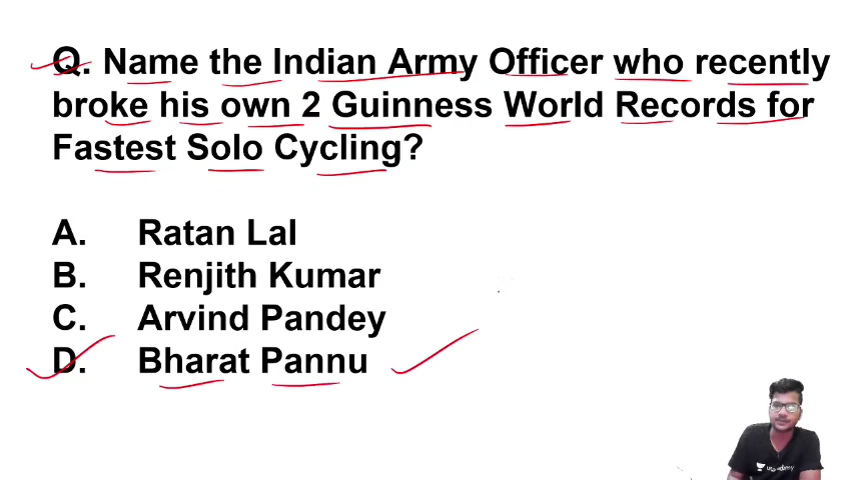 Q. Name the Indian Army Officer who recently
broke his own 2 Guinness World Records for
Fastest Solo Cycling?
A. Ratan Lal
B. Renjith Kumar
C. Arvind Pandey
D. Bharat Pannu
unacademy